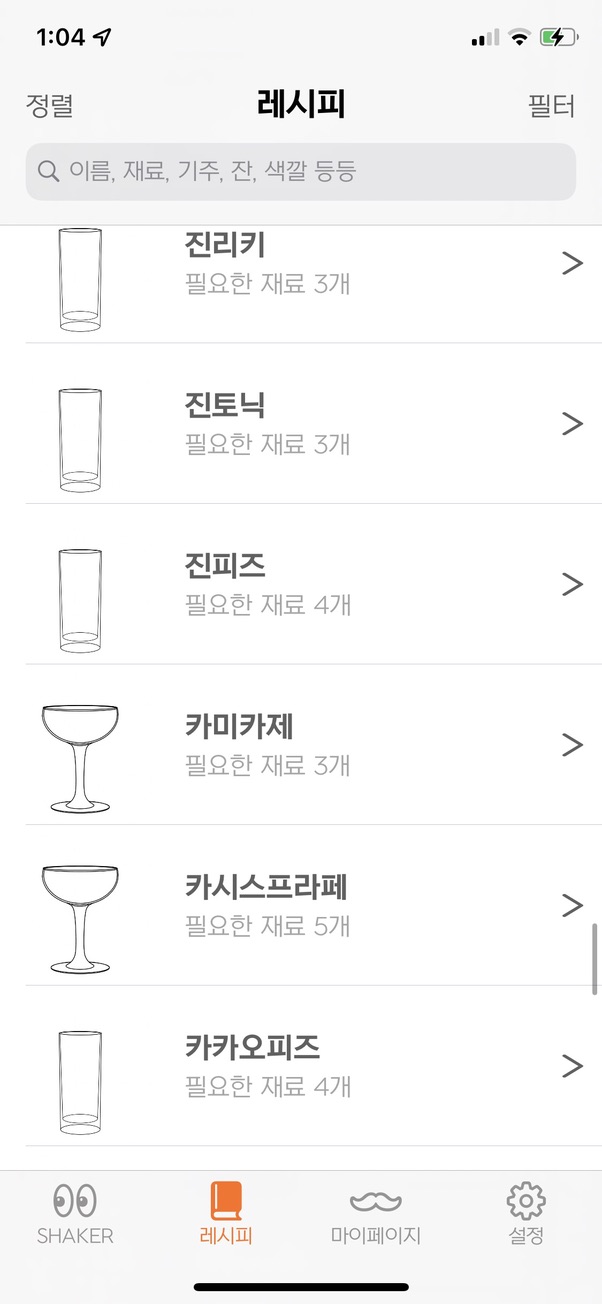 1:04
정렬
레시피
필터
이름, 재료, 기주, 잔, 색깔 등등
진리키
필요한 재료 3개
진토닉
필요한 재료 3개
진피즈
필요한 재료 4개
카미카제
필요한 재료 3개
카시스프라페
필요한 재료 5개
카카오피즈
필요한 재료 4개
SHAKER
레시피
마이페이지
설정